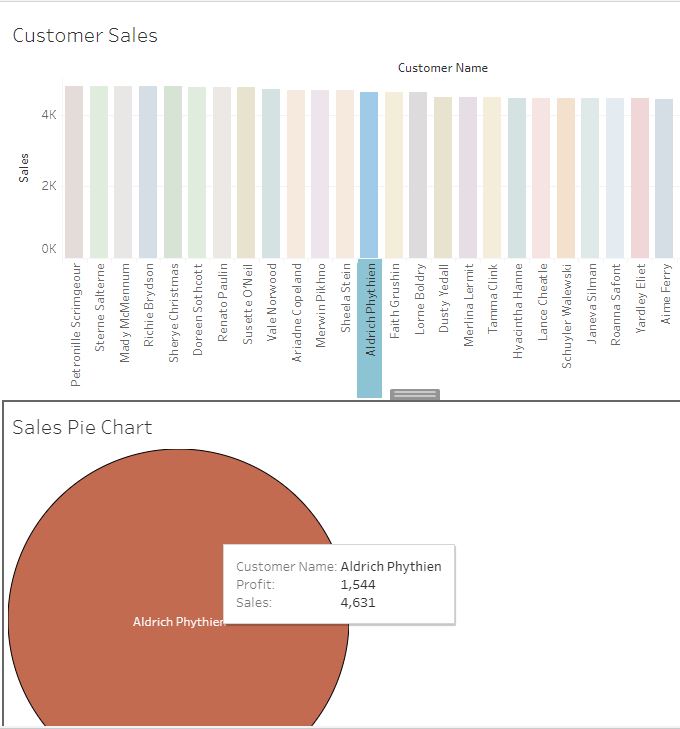 Customer Sales
Customer Name
Sales
4K
2K
0K
Petronille Scrimgeour
Sterne Salterne
Mady McMennum
Richie Brydson
Sherye Christmas
Doreen Sothcott
Renato Paulin
Susette O'Neil
Vale Norwood
Ariadne Copeland
Merwin Pikhno
Sheela Stein
Aldrich Phythien
Faith Grushin
Lorne Boldry
Dusty Yedall
Merlina Lermit
Tamma Clink
Hyacintha Hanne
Lance Cheatle
Schuyler Walewski
Janeva Silman
Roanna Safont
Yardley Eliet
Aime Ferry
Sales Pie Chart
Customer Name: Aldrich Phythien
Profit: 1,544
Sales: 4,631
Aldrich Phythien